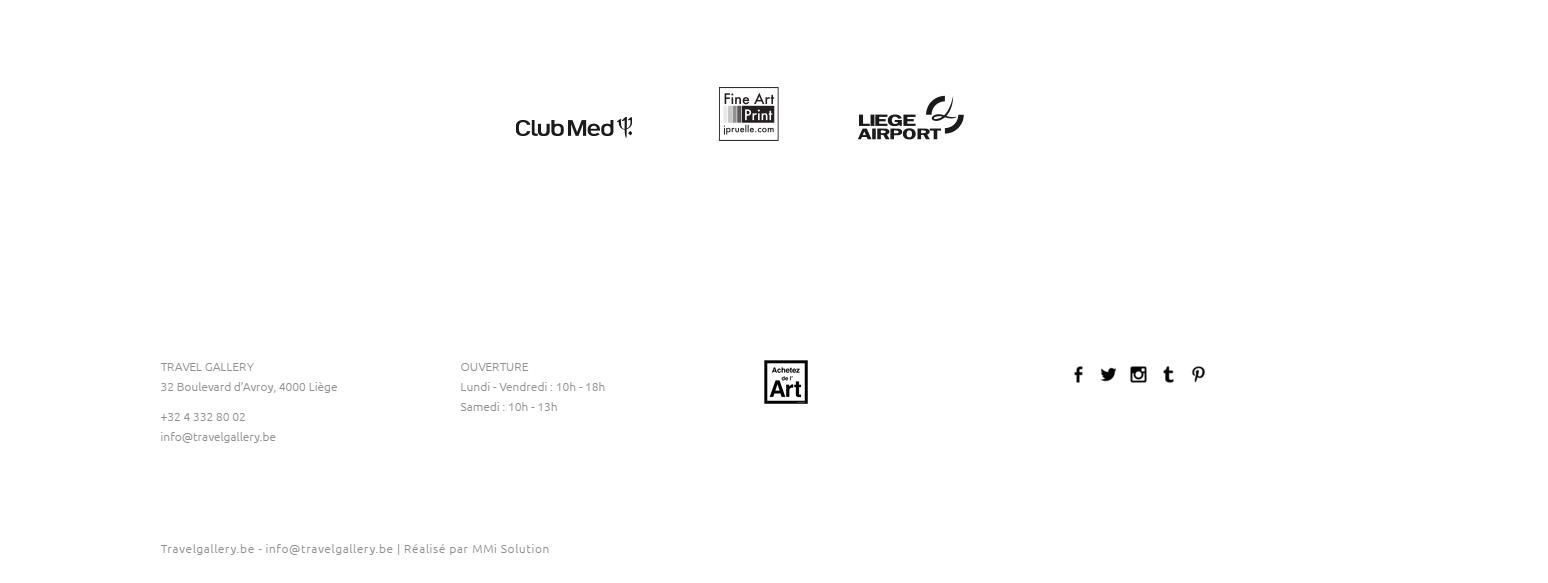 Club Med
Fine Art
Print
jpruelle.com
LIEGE
AIRPORT
TRAVEL GALLERY
32 Boulevard d’Avroy, 4000 Liège
+32 4 332 80 02
info@travelgallery.be
OUVERTURE
Lundi - Vendredi : 10h - 18h
Samedi : 10h - 13h
Achetez
de l'
Art
Travelgallery.be - info@travelgallery.be | Réalisé par MMi Solution